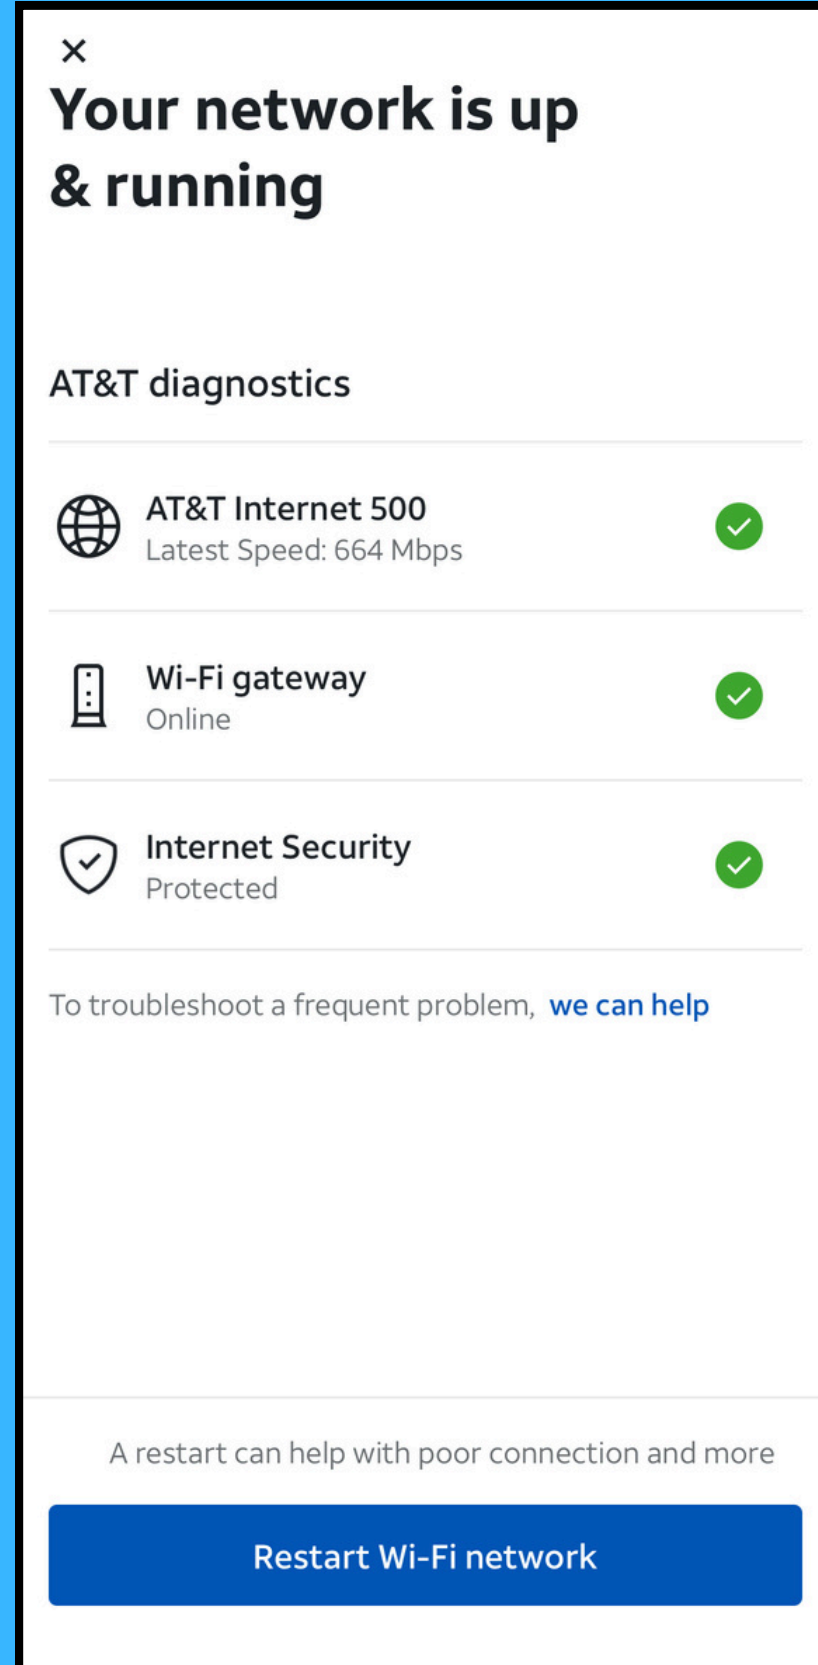 Your network is up
& running
AT&T diagnostics
AT&T Internet 500
Latest Speed: 664 Mbps
Wi-Fi gateway
Online
Internet Security
Protected
To troubleshoot a frequent problem, we can help
A restart can help with poor connection and more
Restart Wi-Fi network